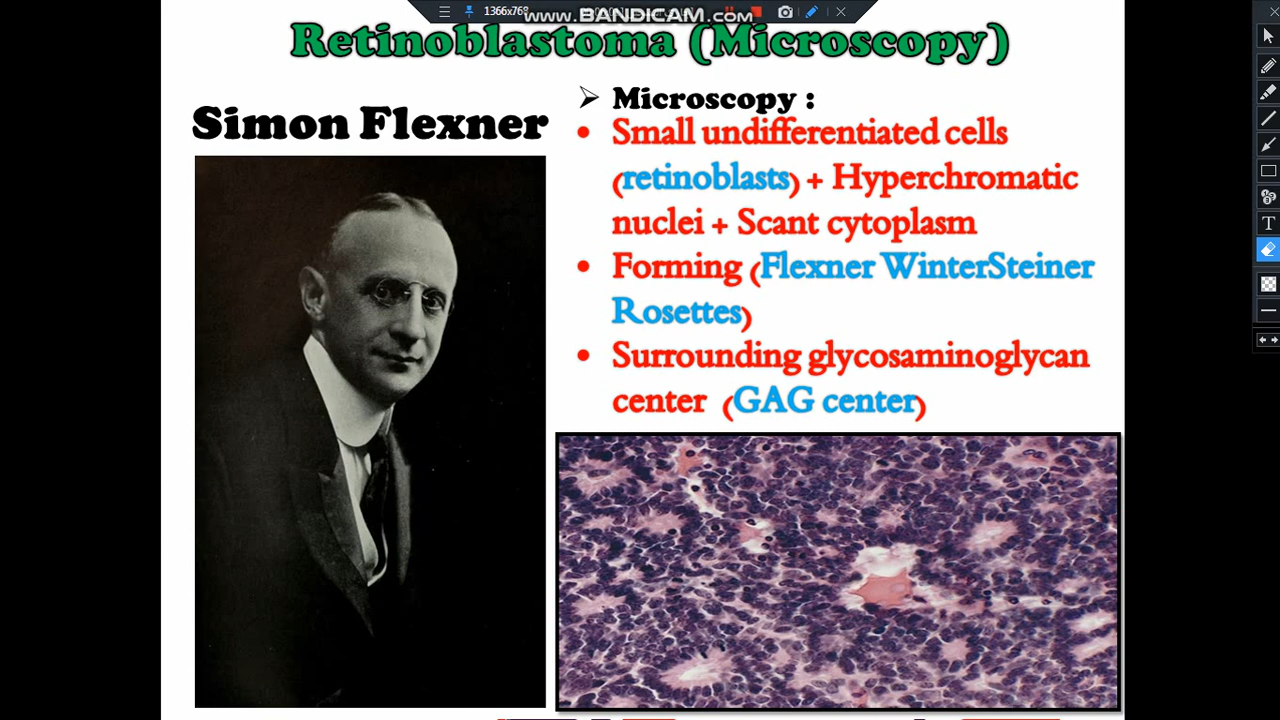 1366x768
www.BANDICAM.com
Retinoblastoma (Microscopy)
Simon Flexner
Microscopy :
Small undifferentiated cells
(retinoblasts) + Hyperchromatic
nuclei + Scant cytoplasm
Forming (Flexner WinterSteiner
Rosettes)
Surrounding glycosaminoglycan
center (GAG center)
T